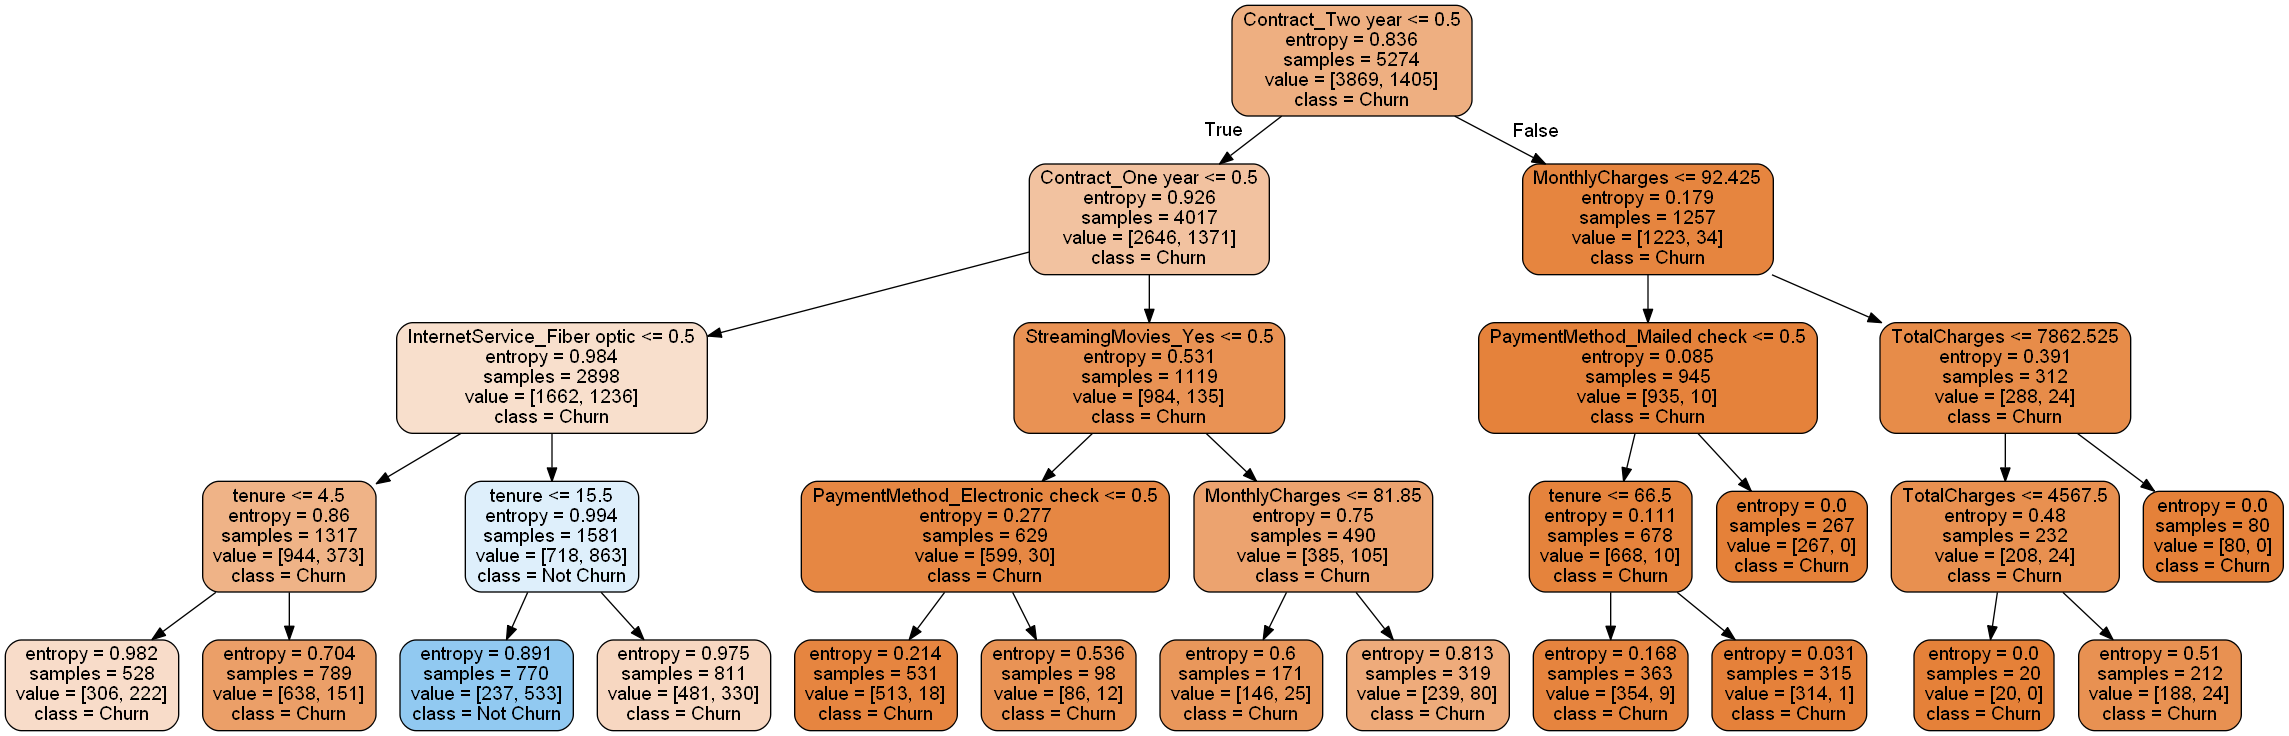 Contract_Two year <= 0.5
entropy = 0.836
samples = 5274
value = [3869, 1405]
class = Churn
True
False
Contract_One year <= 0.5
entropy = 0.926
samples = 4017
value = [2646, 1371]
class = Churn
MonthlyCharges <= 92.425
entropy = 0.179
samples = 1257
value = [1223, 34]
class = Churn
InternetService_Fiber optic <= 0.5
entropy = 0.984
samples = 2898
value = [1662, 1236]
class = Churn
StreamingMovies_Yes <= 0.5
entropy = 0.531
samples = 1119
value = [984, 135]
class = Churn
PaymentMethod_Mailed check <= 0.5
entropy = 0.085
samples = 945
value = [935, 10]
class = Churn
TotalCharges <= 7862.525
entropy = 0.391
samples = 312
value = [288, 24]
class = Churn
tenure <= 4.5
entropy = 0.86
samples = 1317
value = [944, 373]
class = Churn
tenure <= 15.5
entropy = 0.994
samples = 1581
value = [718, 863]
class = Not Churn
PaymentMethod_Electronic check <= 0.5
entropy = 0.277
samples = 629
value = [599, 30]
class = Churn
MonthlyCharges <= 81.85
entropy = 0.75
samples = 490
value = [385, 105]
class = Churn
tenure <= 66.5
entropy = 0.111
samples = 678
value = [668, 10]
class = Churn
entropy = 0.0
samples = 267
value = [267, 0]
class = Churn
TotalCharges <= 4567.5
entropy = 0.48
samples = 232
value = [208, 24]
class = Churn
entropy = 0.0
samples = 80
value = [80, 0]
class = Churn
entropy = 0.982
samples = 528
value = [306, 222]
class = Churn
entropy = 0.704
samples = 789
value = [638, 151]
class = Churn
entropy = 0.891
samples = 770
value = [237, 533]
class = Not Churn
entropy = 0.975
samples = 811
value = [481, 330]
class = Churn
entropy = 0.214
samples = 531
value = [513, 18]
class = Churn
entropy = 0.536
samples = 98
value = [86, 12]
class = Churn
entropy = 0.6
samples = 171
value = [146, 25]
class = Churn
entropy = 0.813
samples = 319
value = [239, 80]
class = Churn
entropy = 0.168
samples = 363
value = [354, 9]
class = Churn
entropy = 0.031
samples = 315
value = [314, 1]
class = Churn
entropy = 0.0
samples = 20
value = [20, 0]
class = Churn
entropy = 0.51
samples = 212
value = [188, 24]
class = Churn